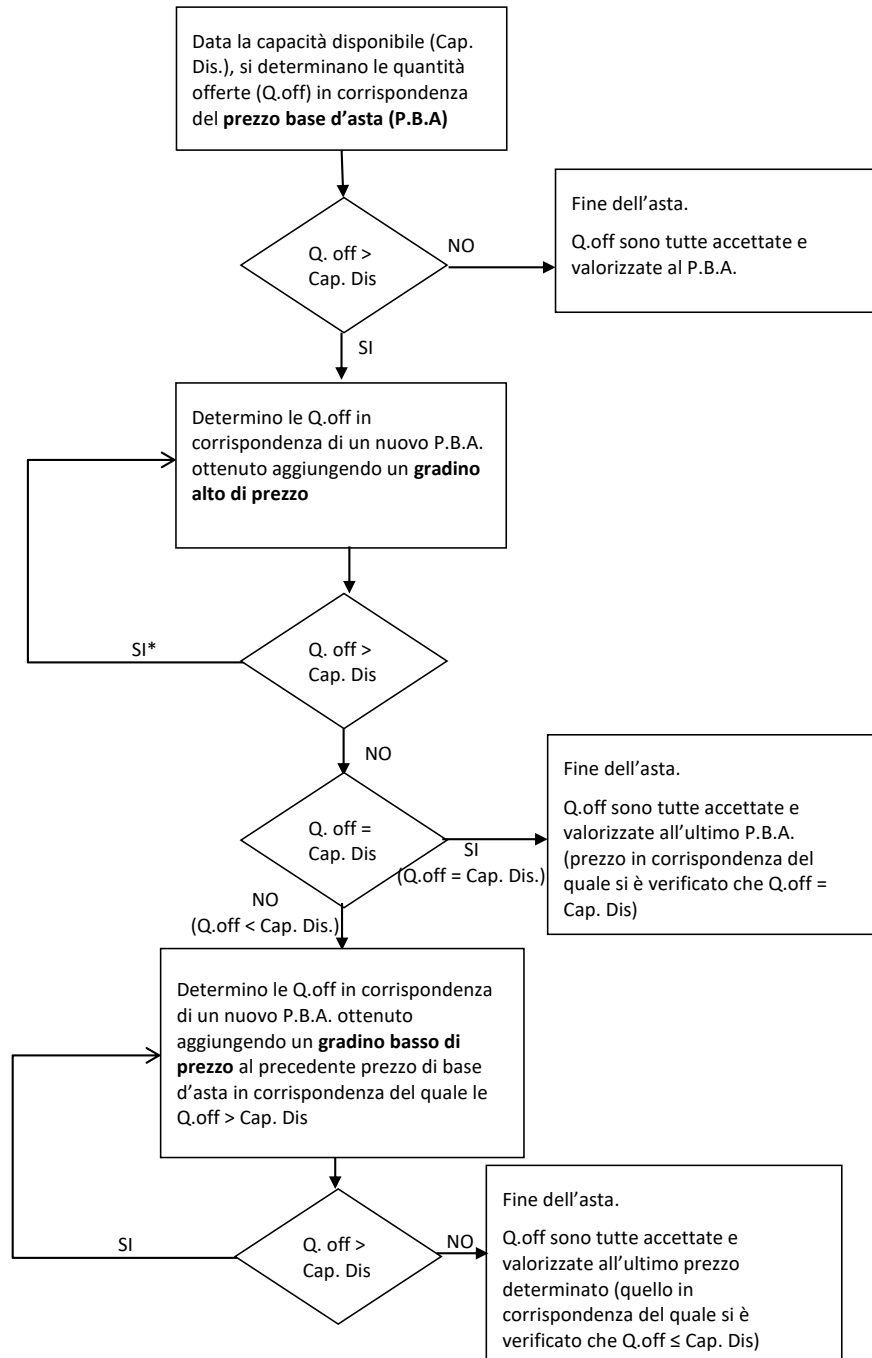 Data la capacità disponibile (Cap.
Dis.), si determinano le quantità
offerte (Q.off) in corrispondenza
del prezzo base d’asta (P.B.A)
Q. off >
Cap. Dis
NO
Fine dell’asta.
Q.off sono tutte accettate e
valorizzate al P.B.A.
SI
Determino le Q.off in
corrispondenza di un nuovo P.B.A.
ottenuto aggiungendo un gradino
alto di prezzo
Q. off >
Cap. Dis
SI*
NO
Q. off =
Cap. Dis
SI
(Q.off = Cap. Dis.)
Fine dell’asta.
Q.off sono tutte accettate e
valorizzate all’ultimo P.B.A.
(prezzo in corrispondenza del
quale si è verificato che Q.off =
Cap. Dis)
NO
(Q.off < Cap. Dis.)
Determino le Q.off in corrispondenza
di un nuovo P.B.A. ottenuto
aggiungendo un gradino basso di
prezzo al precedente prezzo di base
d’asta in corrispondenza del quale le
Q.off > Cap. Dis
Q. off >
Cap. Dis
SI
NO
Fine dell’asta.
Q.off sono tutte accettate e
valorizzate all’ultimo prezzo
determinato (quello in
corrispondenza del quale si è
verificato che Q.off ≤ Cap. Dis)